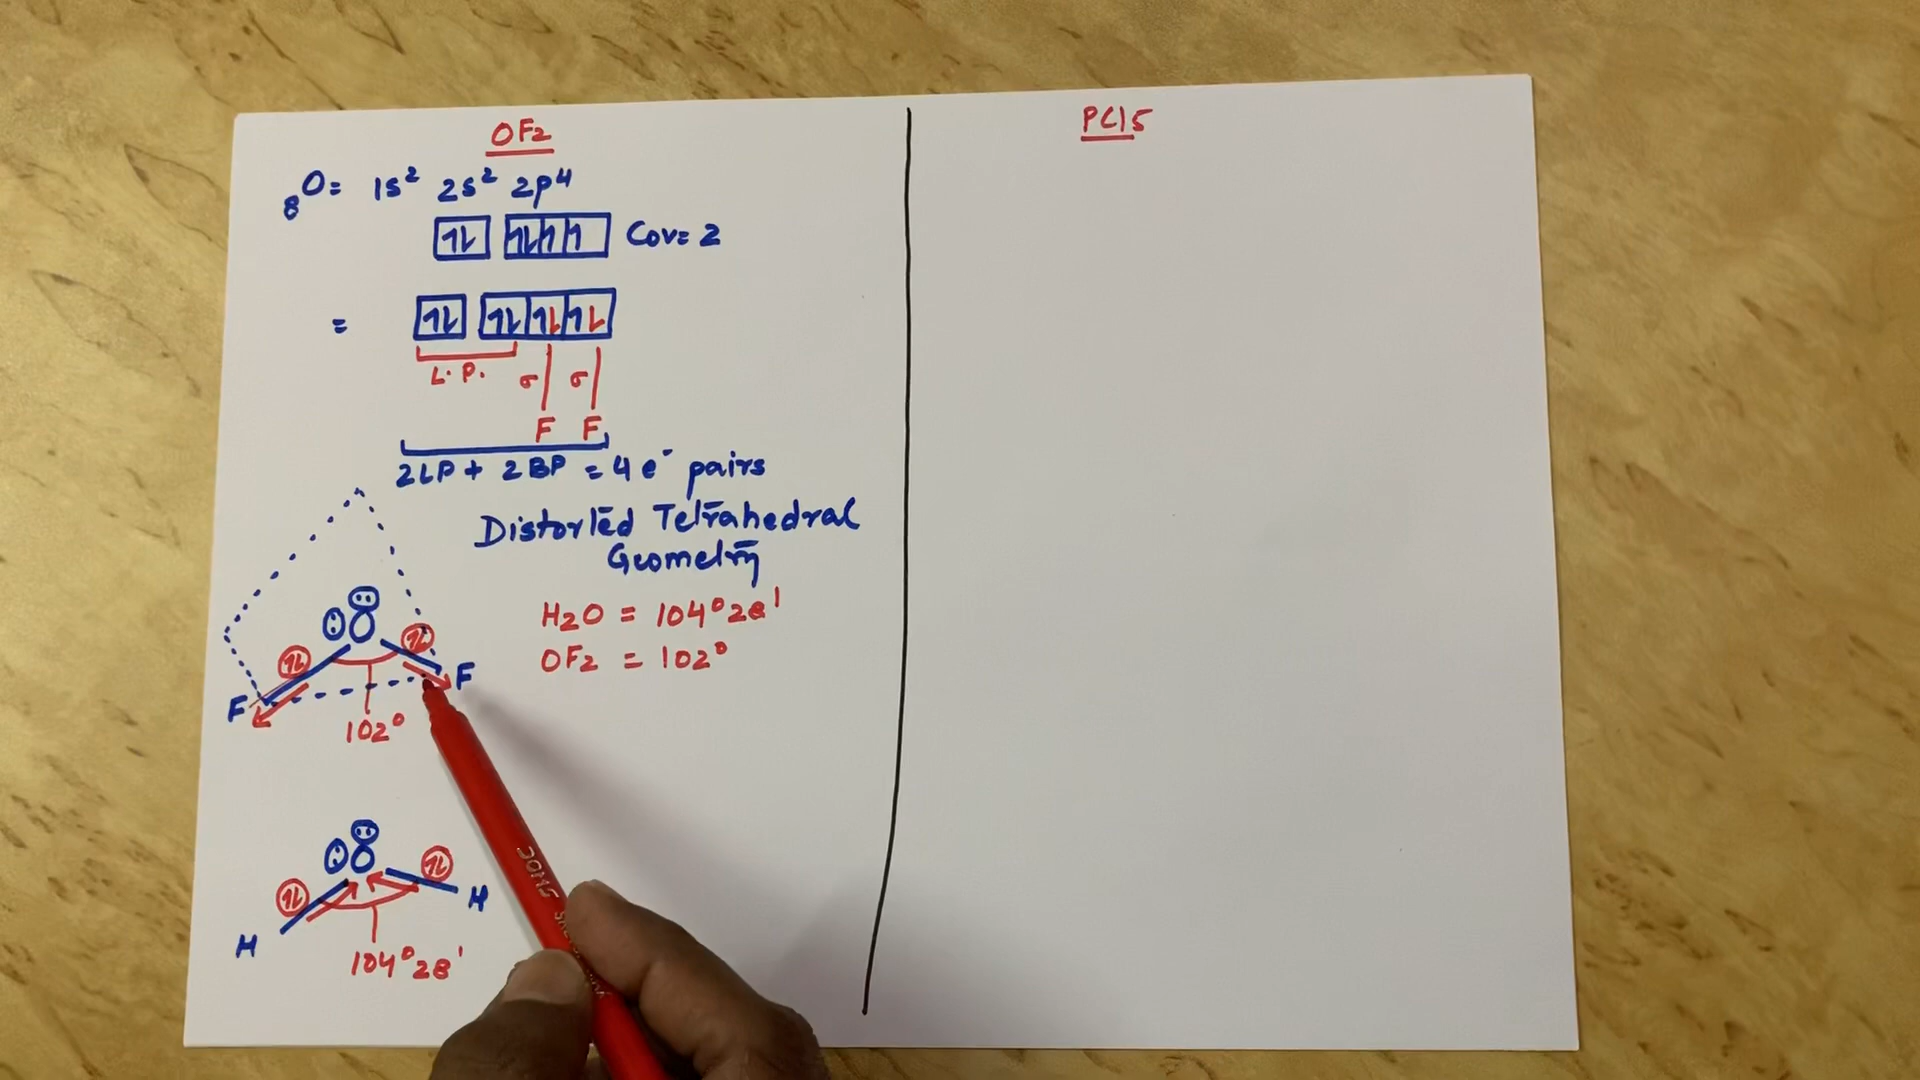 OF₂
₈O = 1s² 2s² 2p⁴
Cov = 2
=
L.P.
σ σ
F F
2LP + 2BP = 4 e⁻ pairs
Distorted Tetrahedral
Geometry
H₂O = 104°28'
OF₂ = 102°
F
F
102°
H
H
104°28'
PCl5
DOMS